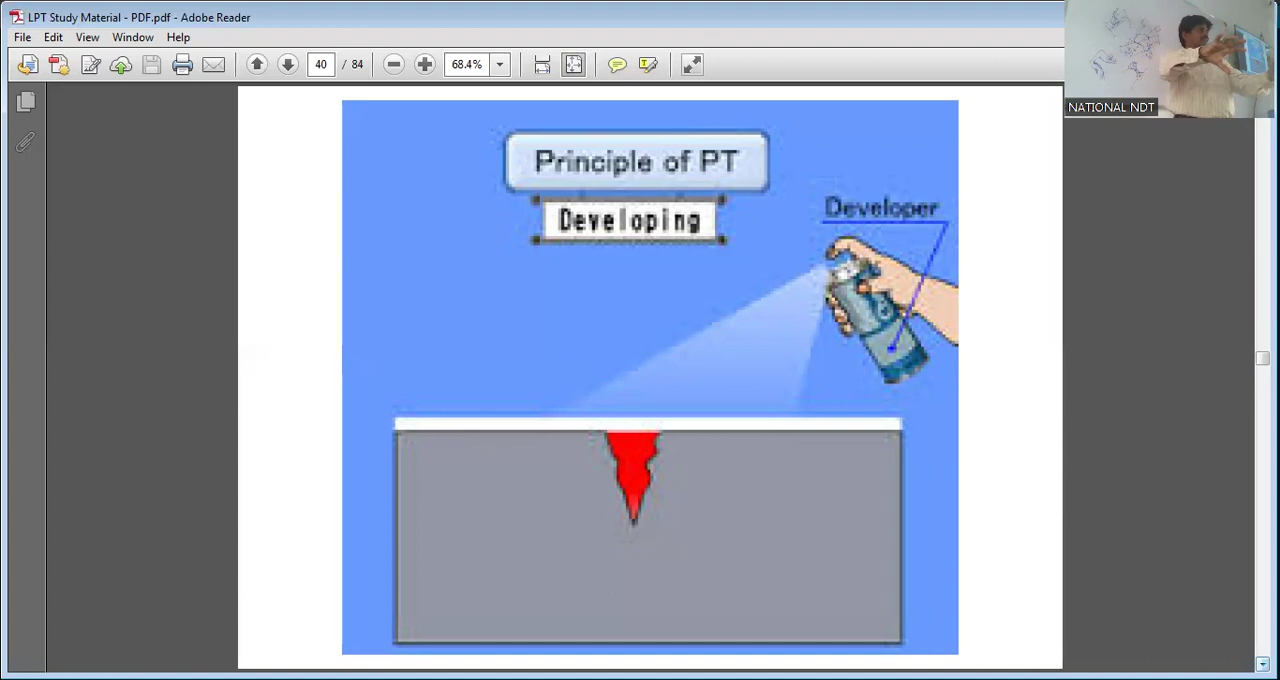 LPT Study Material - PDF.pdf - Adobe Reader
File Edit View Window Help
40 / 84 68.4%
NATIONAL NDT
Principle of PT
Developing
Developer